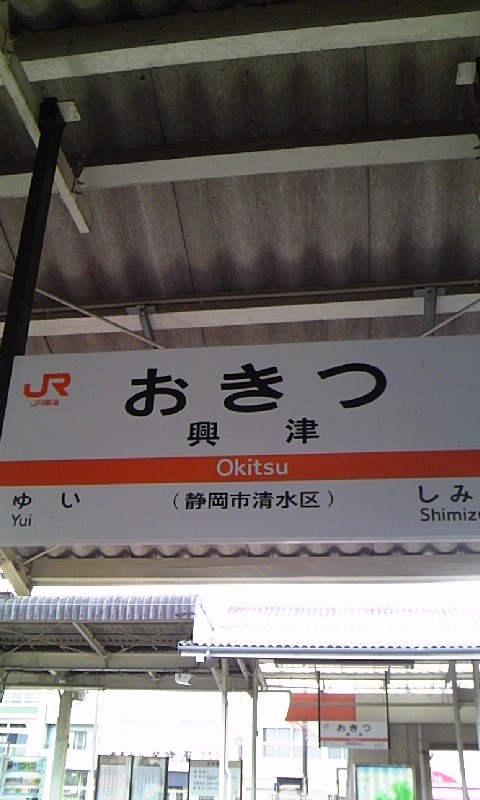 JR
JR東海
おきつ
興津
Okitsu
ゆい
Yui
（静岡市清水区）
しみ
Shimizu
おきつ